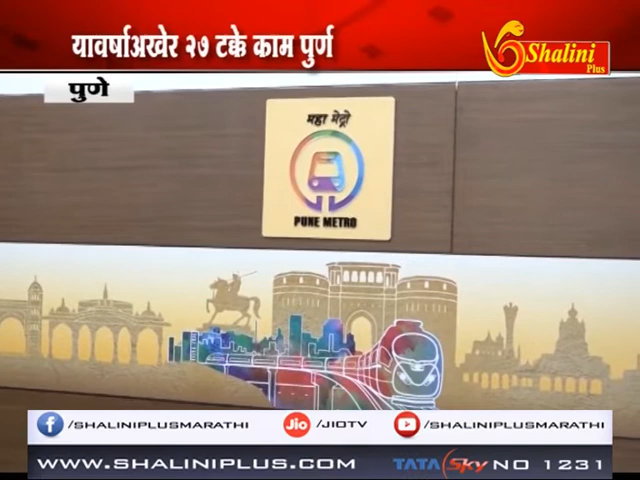 यावर्षाअखेर २७ टक्के काम पुर्ण
Shalini Plus
पुणे
महा मेट्रो
PUNE METRO
/SHALINIPLUSMARATHI
Jio /JIOTV
/SHALINIPLUSMARATHI
WWW.SHALINIPLUS.COM
TATA Sky NO 1231